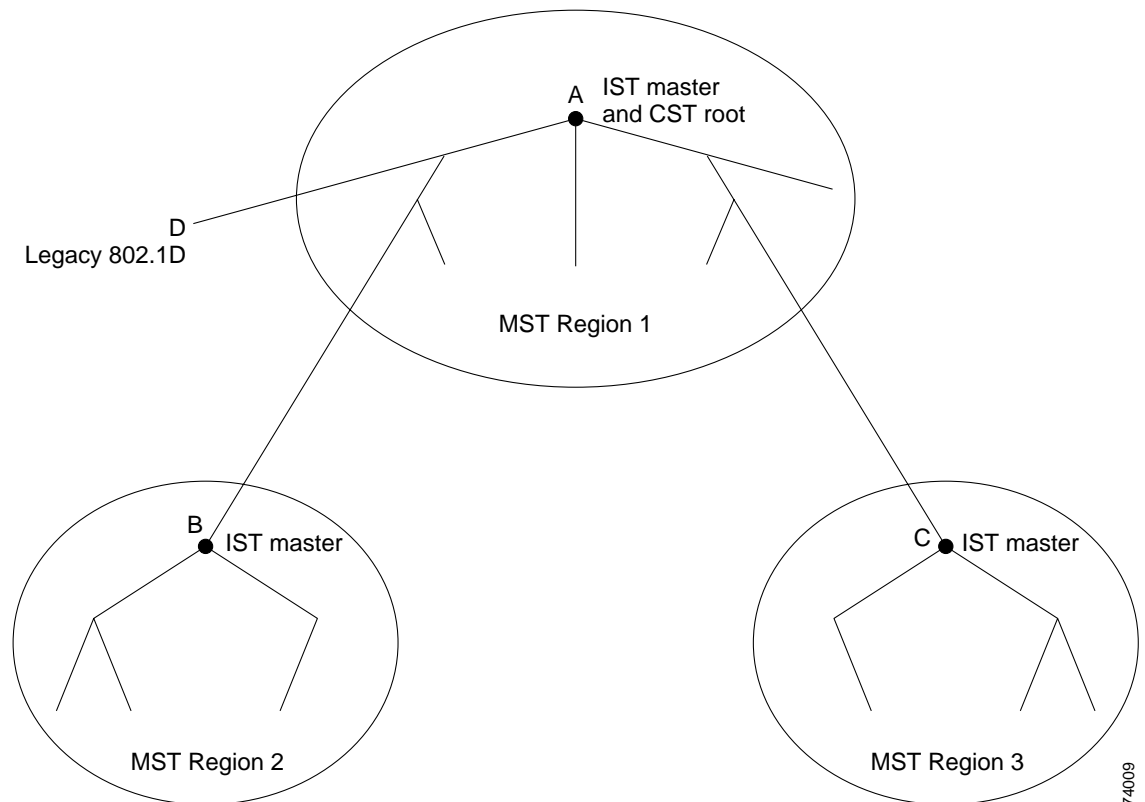 A
IST master
and CST root
D
Legacy 802.1D
MST Region 1
B
IST master
C
IST master
MST Region 2
MST Region 3
74009